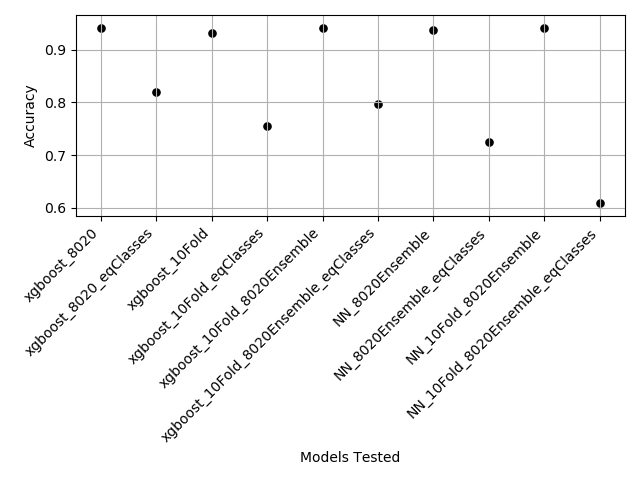 0.9
0.8
0.7
0.6
Accuracy
xgboost_8020
xgboost_8020_eqClasses
xgboost_10Fold
xgboost_10Fold_eqClasses
xgboost_10Fold_8020Ensemble
xgboost_10Fold_8020Ensemble_eqClasses
NN_8020Ensemble
NN_8020Ensemble_eqClasses
NN_10Fold_8020Ensemble
NN_10Fold_8020Ensemble_eqClasses
Models Tested